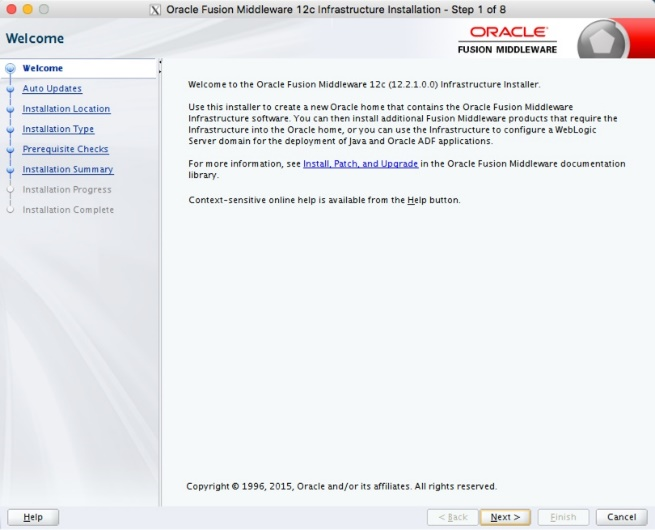 Oracle Fusion Middleware 12c Infrastructure Installation - Step 1 of 8
Welcome
ORACLE
FUSION MIDDLEWARE
Welcome
Auto Updates
Installation Location
Installation Type
Prerequisite Checks
Installation Summary
Installation Progress
Installation Complete
Welcome to the Oracle Fusion Middleware 12c (12.2.1.0.0) Infrastructure Installer.
Use this installer to create a new Oracle home that contains the Oracle Fusion Middleware
Infrastructure software. You can then install additional Fusion Middleware products that require the
Infrastructure into the Oracle home, or you can use the Infrastructure to configure a WebLogic
Server domain for the deployment of Java and Oracle ADF applications.
For more information, see Install, Patch, and Upgrade in the Oracle Fusion Middleware documentation
library.
Context-sensitive online help is available from the Help button.
Copyright © 1996, 2015, Oracle and/or its affiliates. All rights reserved.
Help
< Back
Next >
Finish
Cancel